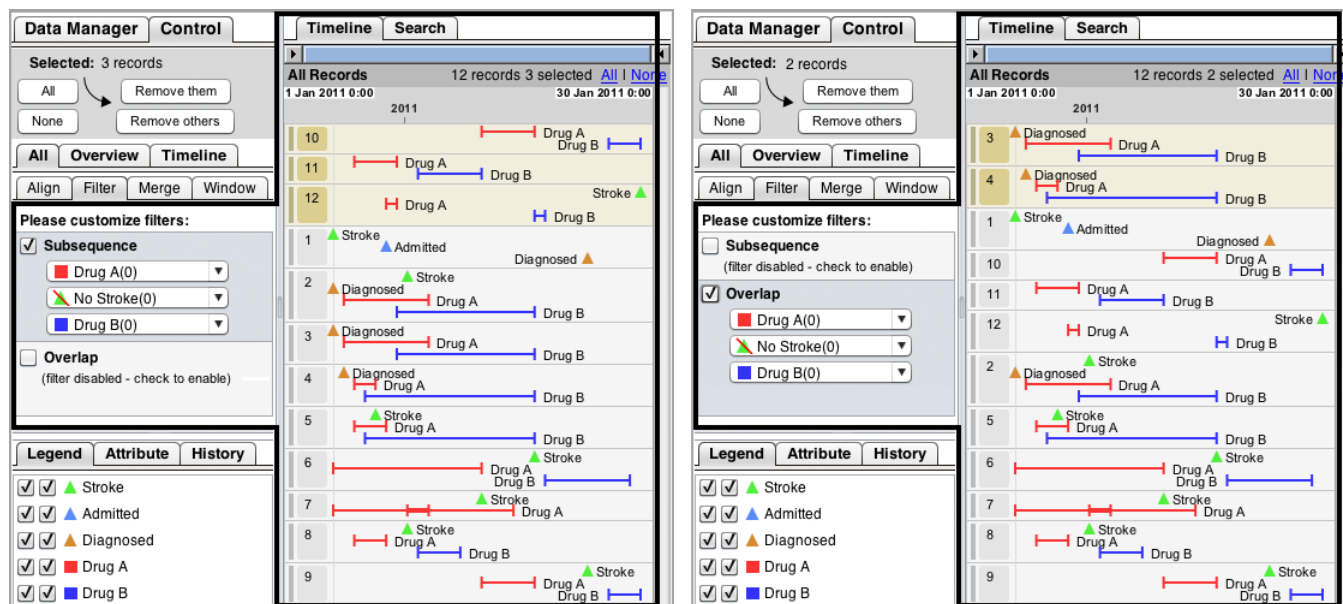 Data Manager Control
Selected: 3 records
All Remove them
None Remove others
All Overview Timeline
Align Filter Merge Window
Please customize filters:
Subsequence
Drug A(0)
No Stroke(0)
Drug B(0)
Overlap
(filter disabled - check to enable)
Legend Attribute History
Stroke
Admitted
Diagnosed
Drug A
Drug B
Timeline Search
All Records 12 records 3 selected All | None
1 Jan 2011 0:00 30 Jan 2011 0:00
2011
10 Drug A
Drug B
11 Drug A
Drug B
Stroke
12 Drug A
Drug B
1 Stroke
Admitted
Diagnosed
2 Stroke
Diagnosed
Drug A
Drug B
3 Diagnosed
Drug A
Drug B
4 Diagnosed
Drug A
Drug B
5 Stroke
Drug A
Drug B
6 Stroke
Drug A
Drug B
7 Stroke
Drug A
8 Stroke
Drug A
Drug B
9 Stroke
Drug A
Drug B
Data Manager Control
Selected: 2 records
All Remove them
None Remove others
All Overview Timeline
Align Filter Merge Window
Please customize filters:
Subsequence
(filter disabled - check to enable)
Overlap
Drug A(0)
No Stroke(0)
Drug B(0)
Legend Attribute History
Stroke
Admitted
Diagnosed
Drug A
Drug B
Timeline Search
All Records 12 records 2 selected All | Non
1 Jan 2011 0:00 30 Jan 2011 0:00
2011
3 Diagnosed
Drug A
Drug B
4 Diagnosed
Drug A
Drug B
1 Stroke
Admitted
Diagnosed
10 Drug A
Drug B
11 Drug A
Drug B
12 Stroke
Drug A
Drug B
2 Stroke
Diagnosed
Drug A
Drug B
5 Stroke
Drug A
Drug B
6 Stroke
Drug A
Drug B
7 Stroke
Drug A
8 Stroke
Drug A
Drug B
9 Stroke
Drug A
Drug B